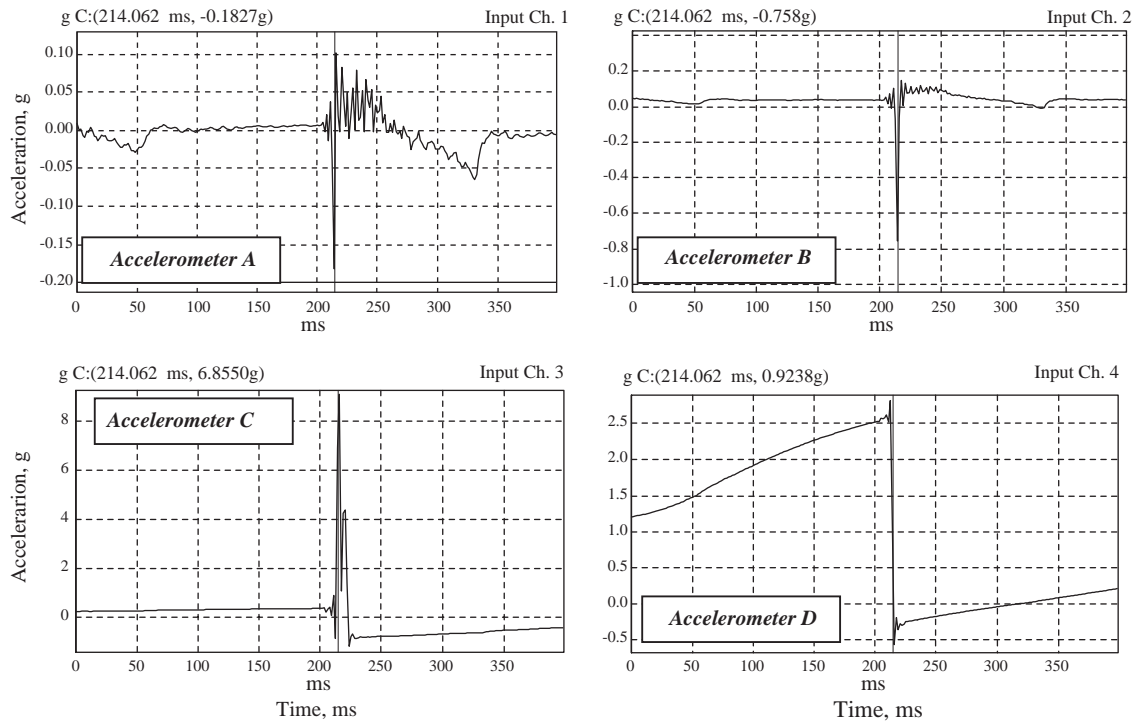 g C:(214.062 ms, -0.1827g) Input Ch. 1
0.10
0.05
0.00
-0.05
-0.10
-0.15
-0.20
Accelerarion, g
Accelerometer A
0 50 100 150 200 250 300 350
ms
g C:(214.062 ms, -0.758g) Input Ch. 2
0.2
0.0
-0.2
-0.4
-0.6
-0.8
-1.0
Accelerometer B
0 50 100 150 200 250 300 350
ms
g C:(214.062 ms, 6.8550g) Input Ch. 3
8
6
4
2
0
Accelerarion, g
Accelerometer C
0 50 100 150 200 250 300 350
ms
Time, ms
g C:(214.062 ms, 0.9238g) Input Ch. 4
2.5
2.0
1.5
1.0
0.5
0.0
-0.5
Accelerometer D
0 50 100 150 200 250 300 350
ms
Time, ms